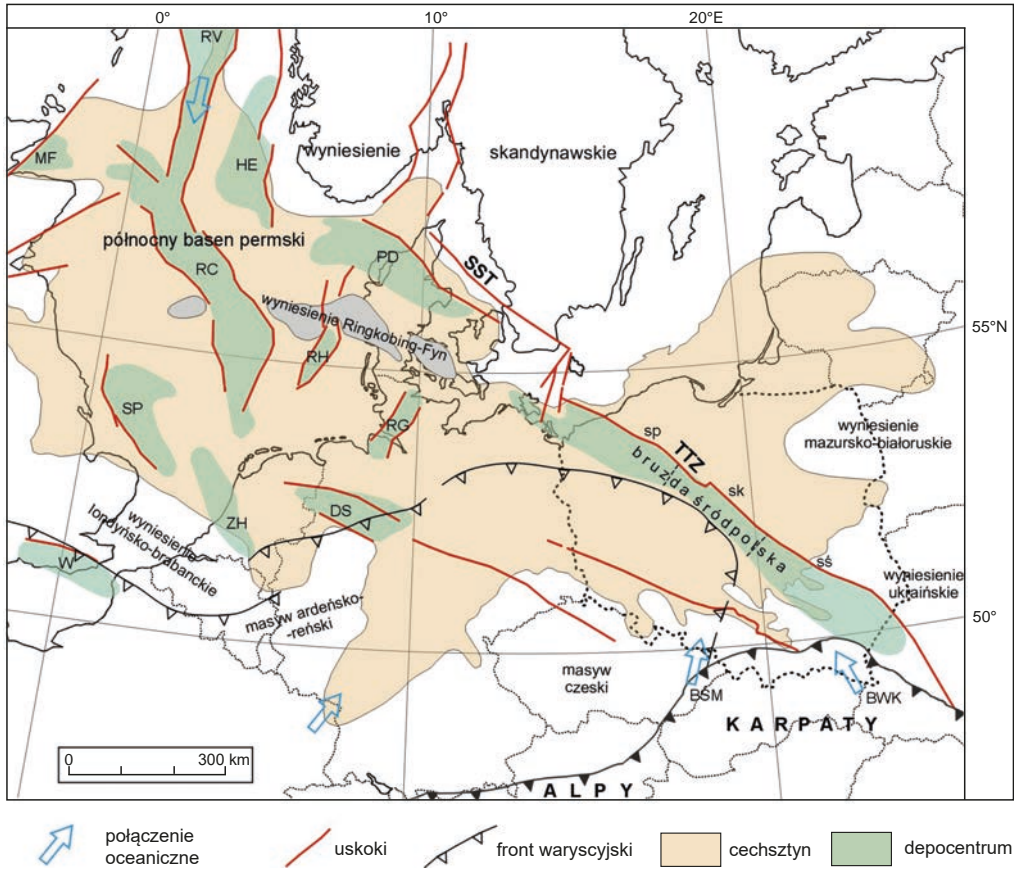 0°
10°
20°E
RV
MF
HE
wyniesienie
skandynawskie
północny basen permski
RC
PD
SST
55°N
wyniesienie Ringkobing-Fyn
RH
SP
RG
sp
TTZ
sk
bruzda śródpolska
wyniesienie
mazursko-białoruskie
DS
ZH
wyniesienie
londyńsko-brabanckie
W
sś
wyniesienie
ukraińskie
masyw ardeńsko-
-reński
50°
masyw
czeski
BŚM
BWK
KARPATY
ALPY
0
300 km
połączenie
oceaniczne
uskoki
front waryscyjski
cechsztyn
depocentrum